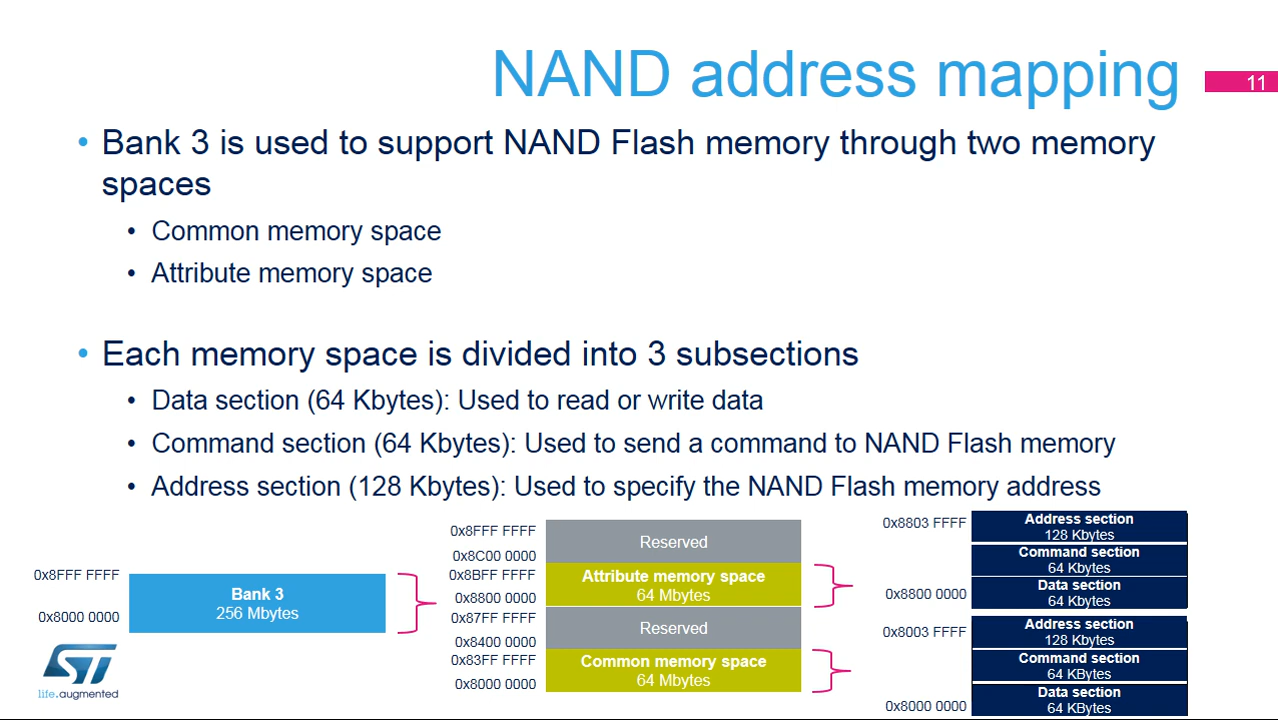 NAND address mapping
11
• Bank 3 is used to support NAND Flash memory through two memory
spaces
• Common memory space
• Attribute memory space
• Each memory space is divided into 3 subsections
• Data section (64 Kbytes): Used to read or write data
• Command section (64 Kbytes): Used to send a command to NAND Flash memory
• Address section (128 Kbytes): Used to specify the NAND Flash memory address
0x8FFF FFFF
0x8000 0000
Bank 3
256 Mbytes
0x8FFF FFFF
0x8C00 0000
0x8BFF FFFF
0x8800 0000
0x87FF FFFF
0x8400 0000
0x83FF FFFF
0x8000 0000
Reserved
Attribute memory space
64 Mbytes
Reserved
Common memory space
64 Mbytes
0x8803 FFFF
0x8800 0000
0x8003 FFFF
0x8000 0000
Address section
128 Kbytes
Command section
64 Kbytes
Data section
64 Kbytes
Address section
128 Kbytes
Command section
64 KBytes
Data section
64 KBytes
ST
life.augmented